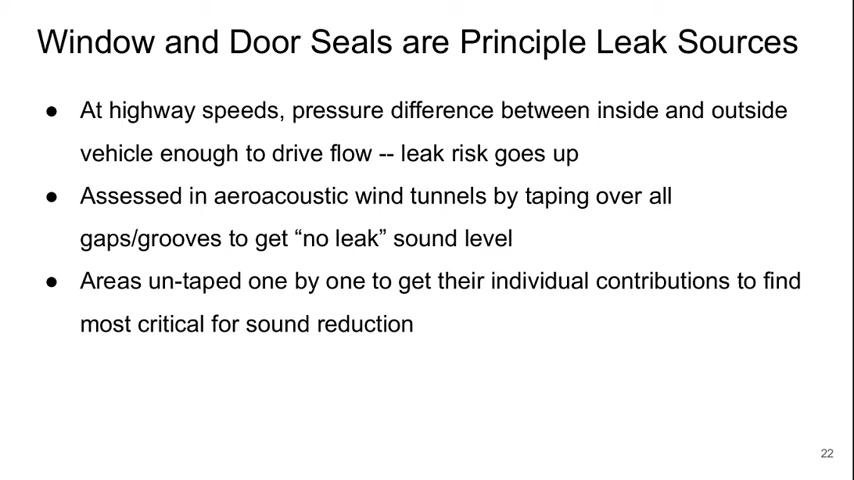 Window and Door Seals are Principle Leak Sources
● At highway speeds, pressure difference between inside and outside
vehicle enough to drive flow -- leak risk goes up
● Assessed in aeroacoustic wind tunnels by taping over all
gaps/grooves to get “no leak” sound level
● Areas un-taped one by one to get their individual contributions to find
most critical for sound reduction
22